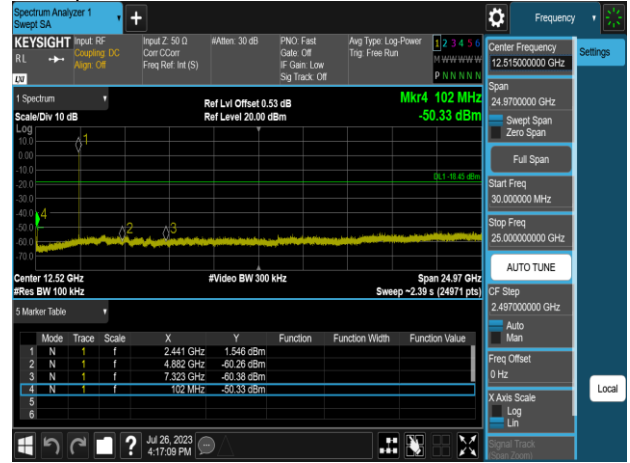 Spectrum Analyzer 1
Swept SA
+
Frequency
KEYSIGHT
RL
LXI
Input: RF
Coupling: DC
Align: Off
Input Z: 50 Ω
Corr CCorr
Freq Ref: Int (S)
#Atten: 30 dB
PNO: Fast
Gate: Off
IF Gain: Low
Sig Track: Off
Avg Type: Log-Power
Trig: Free Run
1 2 3 4 5 6
M W W W W W
P N N N N N
Center Frequency
12.515000000 GHz
Settings
Span
24.9700000 GHz
Swept Span
Zero Span
Full Span
Start Freq
30.000000 MHz
Stop Freq
25.000000000 GHz
AUTO TUNE
CF Step
2.497000000 GHz
Auto
Man
Freq Offset
0 Hz
X Axis Scale
Log
Lin
Signal Track
(Span Zoom)
Local
1 Spectrum
Scale/Div 10 dB
Ref Lvl Offset 0.53 dB
Ref Level 20.00 dBm
Mkr4 102 MHz
-50.33 dBm
Log
10.0
0.00
-10.0
-20.0
-30.0
-40.0
-50.0
-60.0
-70.0
1
2
3
4
DL1 -18.45 dBm
Center 12.52 GHz
#Res BW 100 kHz
#Video BW 300 kHz
Span 24.97 GHz
Sweep ~2.39 s (24971 pts)
5 Marker Table
Mode Trace Scale X Y Function Function Width Function Value
1 N 1 f 2.441 GHz 1.546 dBm
2 N 1 f 4.882 GHz -60.26 dBm
3 N 1 f 7.323 GHz -60.38 dBm
4 N 1 f 102 MHz -50.33 dBm
5
6
?
Jul 26, 2023
4:17:09 PM